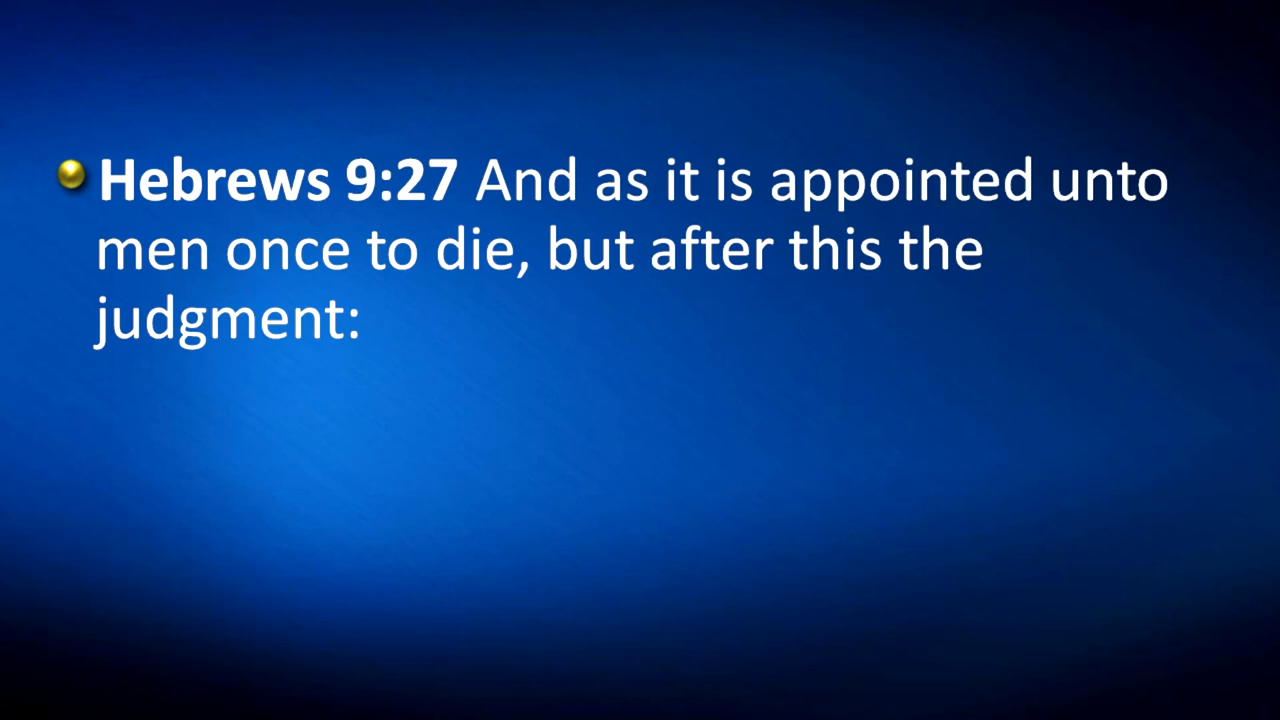 Hebrews 9:27 And as it is appointed unto
men once to die, but after this the
judgment: